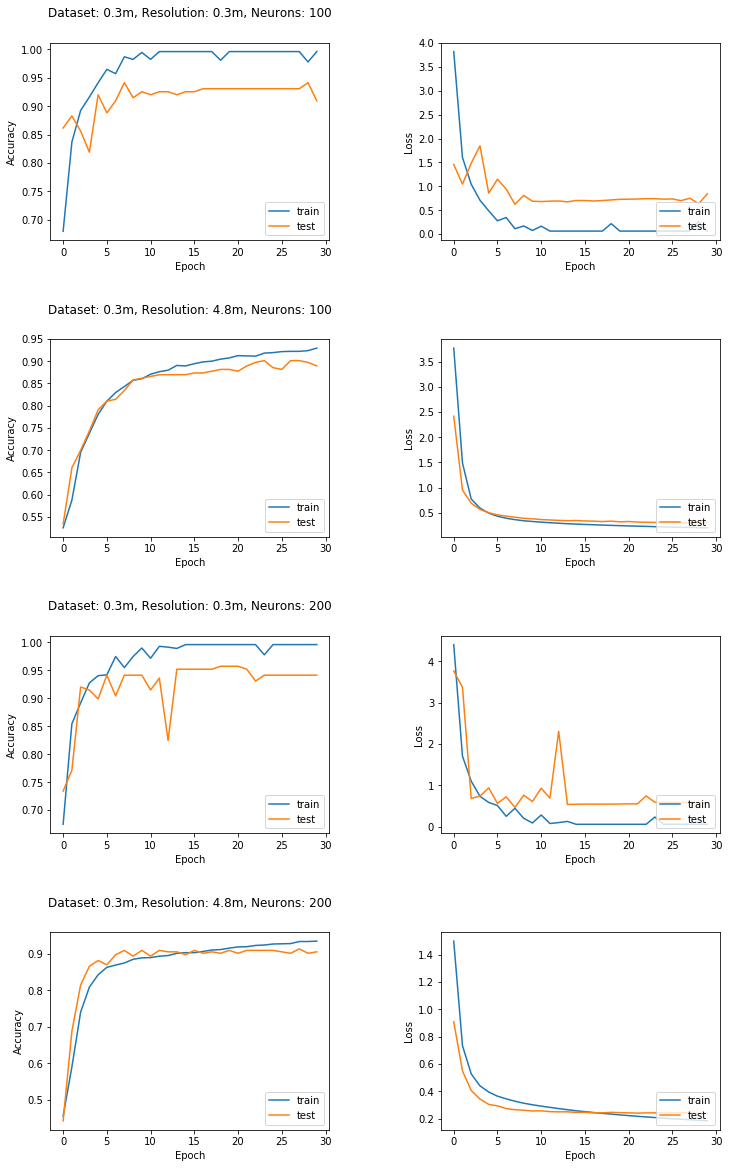 Dataset: 0.3m, Resolution: 0.3m, Neurons: 100
1.00
0.95
0.90
0.85
0.80
0.75
0.70
Accuracy
train
test
0 5 10 15 20 25 30
Epoch
4.0
3.5
3.0
2.5
2.0
1.5
1.0
0.5
0.0
Loss
train
test
0 5 10 15 20 25 30
Epoch
Dataset: 0.3m, Resolution: 4.8m, Neurons: 100
0.95
0.90
0.85
0.80
0.75
0.70
0.65
0.60
0.55
Accuracy
train
test
0 5 10 15 20 25 30
Epoch
3.5
3.0
2.5
2.0
1.5
1.0
0.5
Loss
train
test
0 5 10 15 20 25 30
Epoch
Dataset: 0.3m, Resolution: 0.3m, Neurons: 200
1.00
0.95
0.90
0.85
0.80
0.75
0.70
Accuracy
train
test
0 5 10 15 20 25 30
Epoch
4
3
2
1
0
Loss
train
test
0 5 10 15 20 25 30
Epoch
Dataset: 0.3m, Resolution: 4.8m, Neurons: 200
0.9
0.8
0.7
0.6
0.5
Accuracy
train
test
0 5 10 15 20 25 30
Epoch
1.4
1.2
1.0
0.8
0.6
0.4
0.2
Loss
train
test
0 5 10 15 20 25 30
Epoch